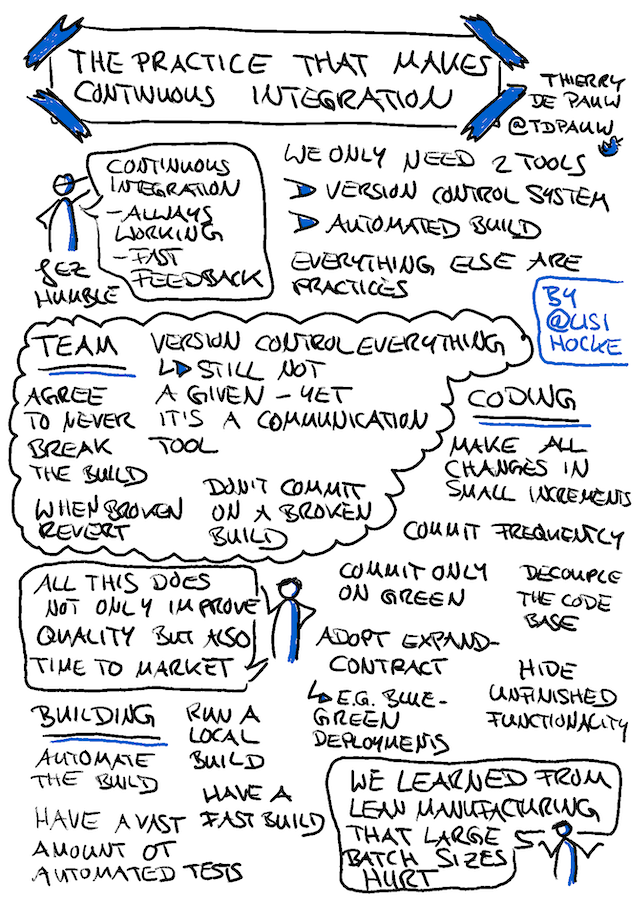 THE PRACTICE THAT MAKES
CONTINUOUS INTEGRATION
THIERRY
DE PAUW
@TDPAUW
CONTINUOUS
INTEGRATION
- ALWAYS
WORKING
- FAST
FEEDBACK
JEZ
HUMBLE
WE ONLY NEED 2 TOOLS
VERSION CONTROL SYSTEM
AUTOMATED BUILD
EVERYTHING ELSE ARE
PRACTICES
BY
@LISI
HOCKE
TEAM
AGREE
TO NEVER
BREAK
THE BUILD
WHEN BROKEN
REVERT
VERSION CONTROL EVERYTHING
↳ STILL NOT
A GIVEN - YET
IT'S A COMMUNICATION
TOOL
DON'T COMMIT
ON A BROKEN
BUILD
CODING
MAKE ALL
CHANGES IN
SMALL INCREMENTS
COMMIT FREQUENTLY
COMMIT ONLY
ON GREEN
DECOUPLE
THE CODE
BASE
ADOPT EXPAND-
CONTRACT
↳ E.G. BLUE-
GREEN
DEPLOYMENTS
HIDE
UNFINISHED
FUNCTIONALITY
ALL THIS DOES
NOT ONLY IMPROVE
QUALITY BUT ALSO
TIME TO MARKET
BUILDING
AUTOMATE
THE BUILD
RUN A
LOCAL
BUILD
HAVE A
FAST BUILD
HAVE A VAST
AMOUNT OT
AUTOMATED TESTS
WE LEARNED FROM
LEAN MANUFACTURING
THAT LARGE
BATCH SIZES
HURT